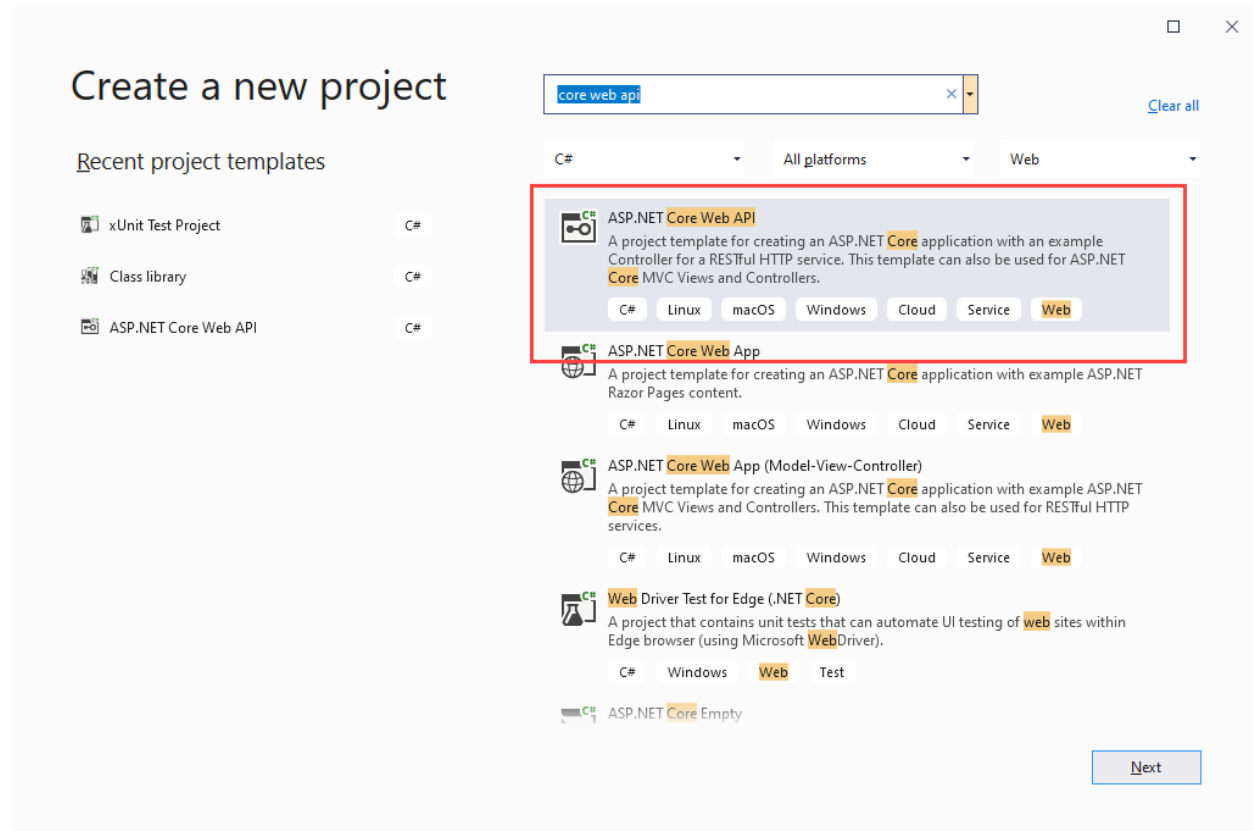 Create a new project
core web api
Clear all
Recent project templates
C#
All platforms
Web
xUnit Test Project
C#
Class library
C#
ASP.NET Core Web API
C#
C#
ASP.NET Core Web API
A project template for creating an ASP.NET Core application with an example
Controller for a RESTful HTTP service. This template can also be used for ASP.NET
Core MVC Views and Controllers.
C# Linux macOS Windows Cloud Service Web
C#
ASP.NET Core Web App
A project template for creating an ASP.NET Core application with example ASP.NET
Razor Pages content.
C# Linux macOS Windows Cloud Service Web
C#
ASP.NET Core Web App (Model-View-Controller)
A project template for creating an ASP.NET Core application with example ASP.NET
Core MVC Views and Controllers. This template can also be used for RESTful HTTP
services.
C# Linux macOS Windows Cloud Service Web
C#
Web Driver Test for Edge (.NET Core)
A project that contains unit tests that can automate UI testing of web sites within
Edge browser (using Microsoft WebDriver).
C# Windows Web Test
C#
ASP.NET Core Empty
Next